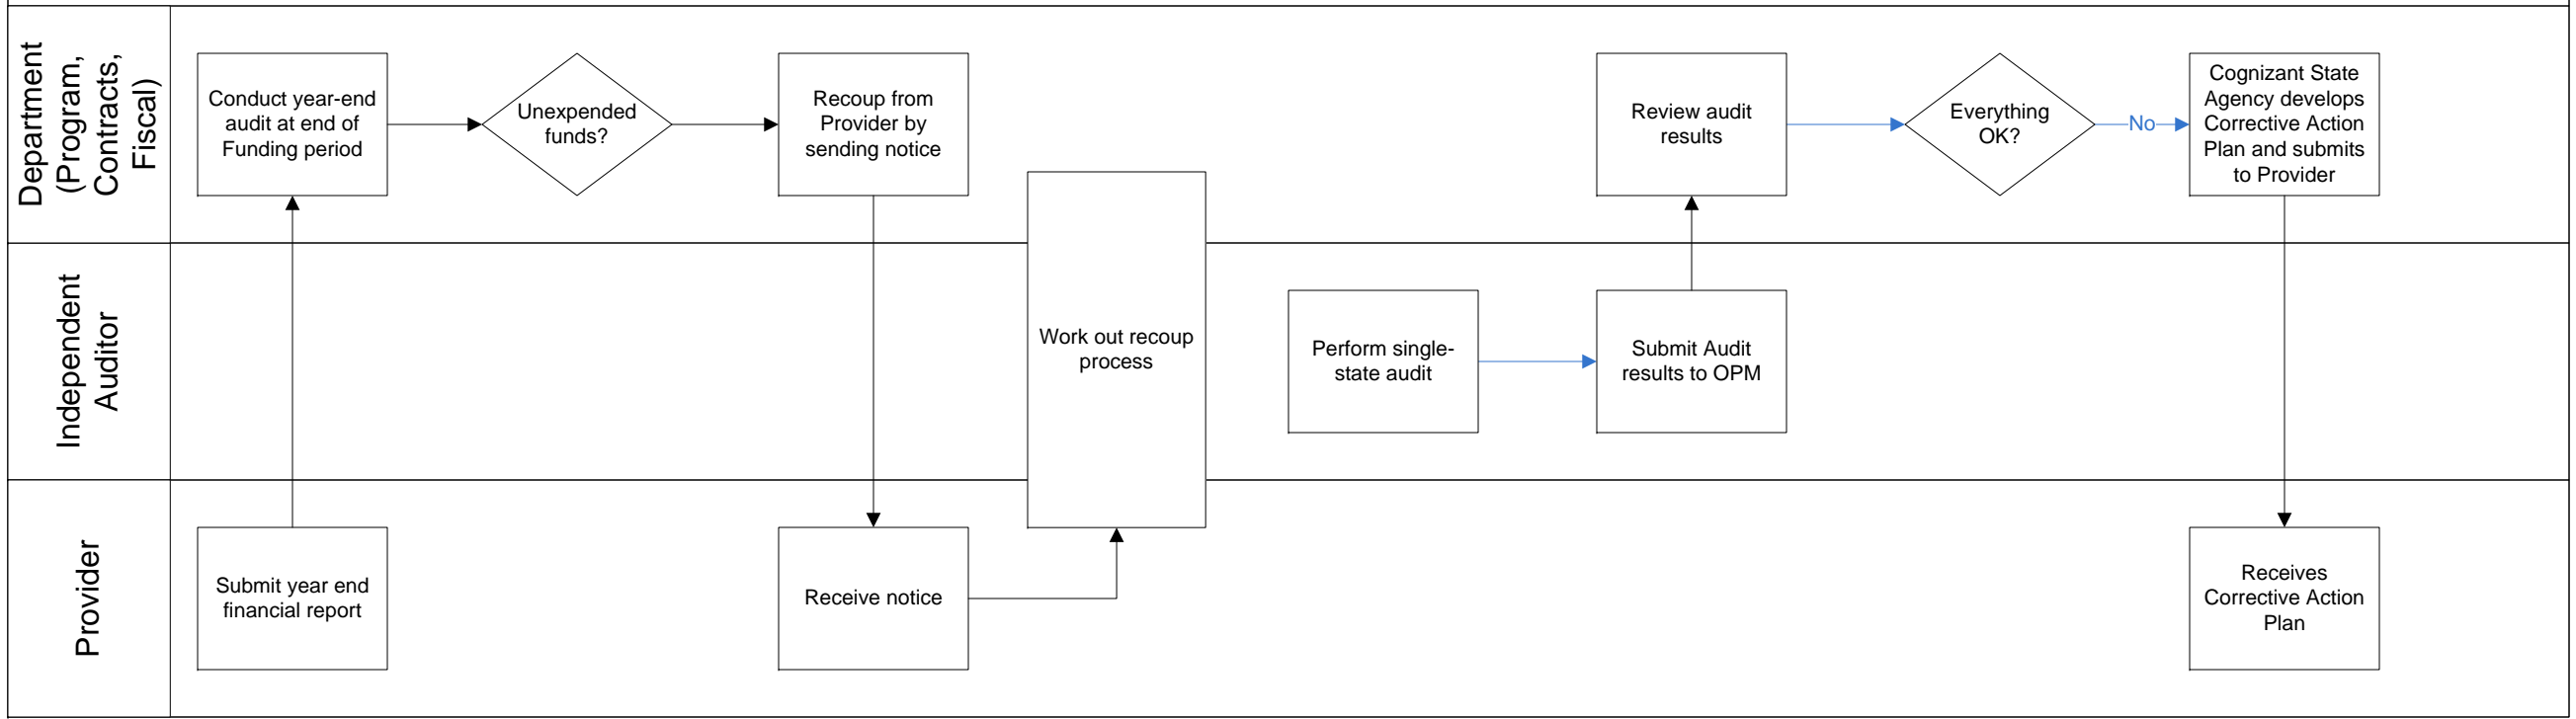 Department
(Program,
Contracts,
Fiscal)
Conduct year-end
audit at end of
Funding period
Unexpended
funds?
Recoup from
Provider by
sending notice
Review audit
results
Everything
OK?
No
Cognizant State
Agency develops
Corrective Action
Plan and submits
to Provider
Independent
Auditor
Work out recoup
process
Perform single-
state audit
Submit Audit
results to OPM
Provider
Submit year end
financial report
Receive notice
Receives
Corrective Action
Plan